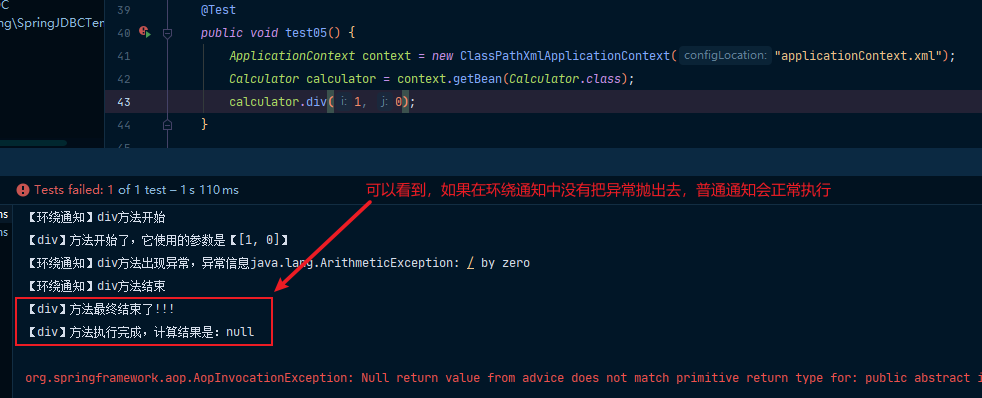 DC
ng\SpringJDBCTer
39 @Test
40 public void test05() {
41 ApplicationContext context = new ClassPathXmlApplicationContext( configLocation: "applicationContext.xml");
42 Calculator calculator = context.getBean(Calculator.class);
43 calculator.div( i: 1, j: 0);
44 }
45
Tests failed: 1 of 1 test – 1 s 110 ms
可以看到，如果在环绕通知中没有把异常抛出去，普通通知会正常执行
ms
ms
【环绕通知】div方法开始
【div】方法开始了，它使用的参数是【[1, 0]】
【环绕通知】div方法出现异常，异常信息java.lang.ArithmeticException: / by zero
【环绕通知】div方法结束
【div】方法最终结束了!!!
【div】方法执行完成，计算结果是：null
org.springframework.aop.AopInvocationException: Null return value from advice does not match primitive return type for: public abstract i